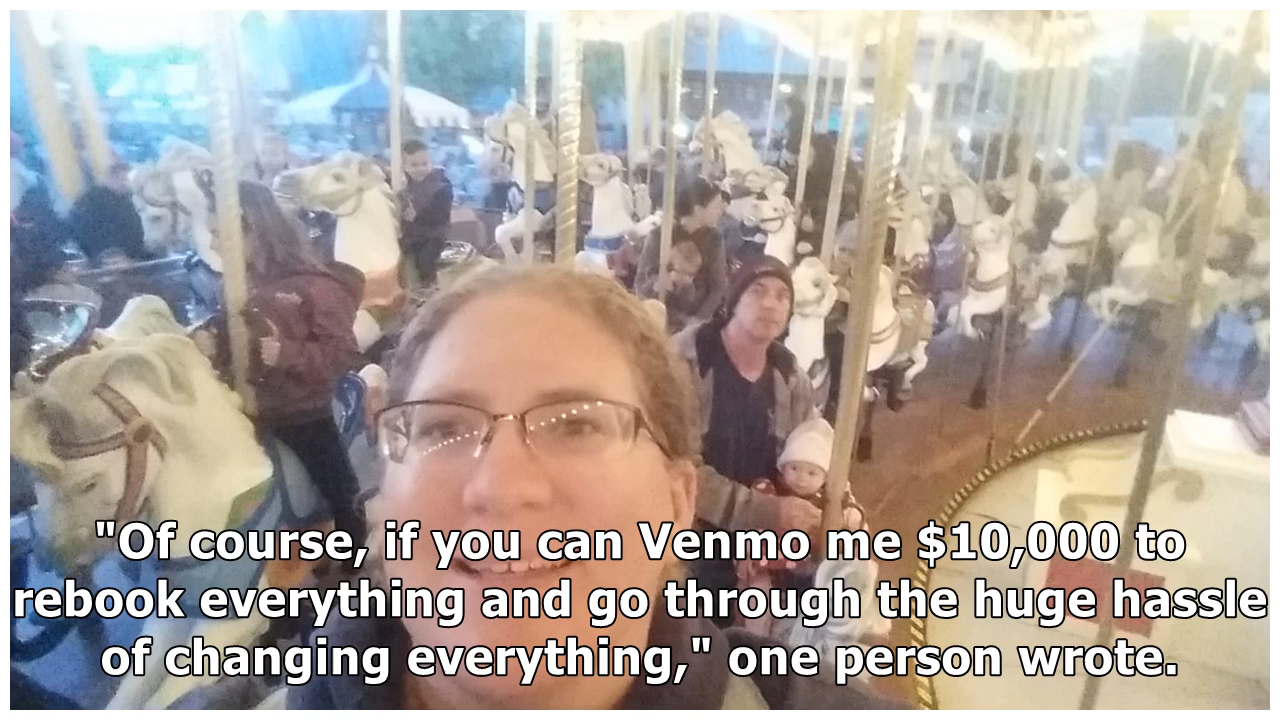 "Of course, if you can Venmo me $10,000 to
rebook everything and go through the huge hassle
of changing everything," one person wrote.